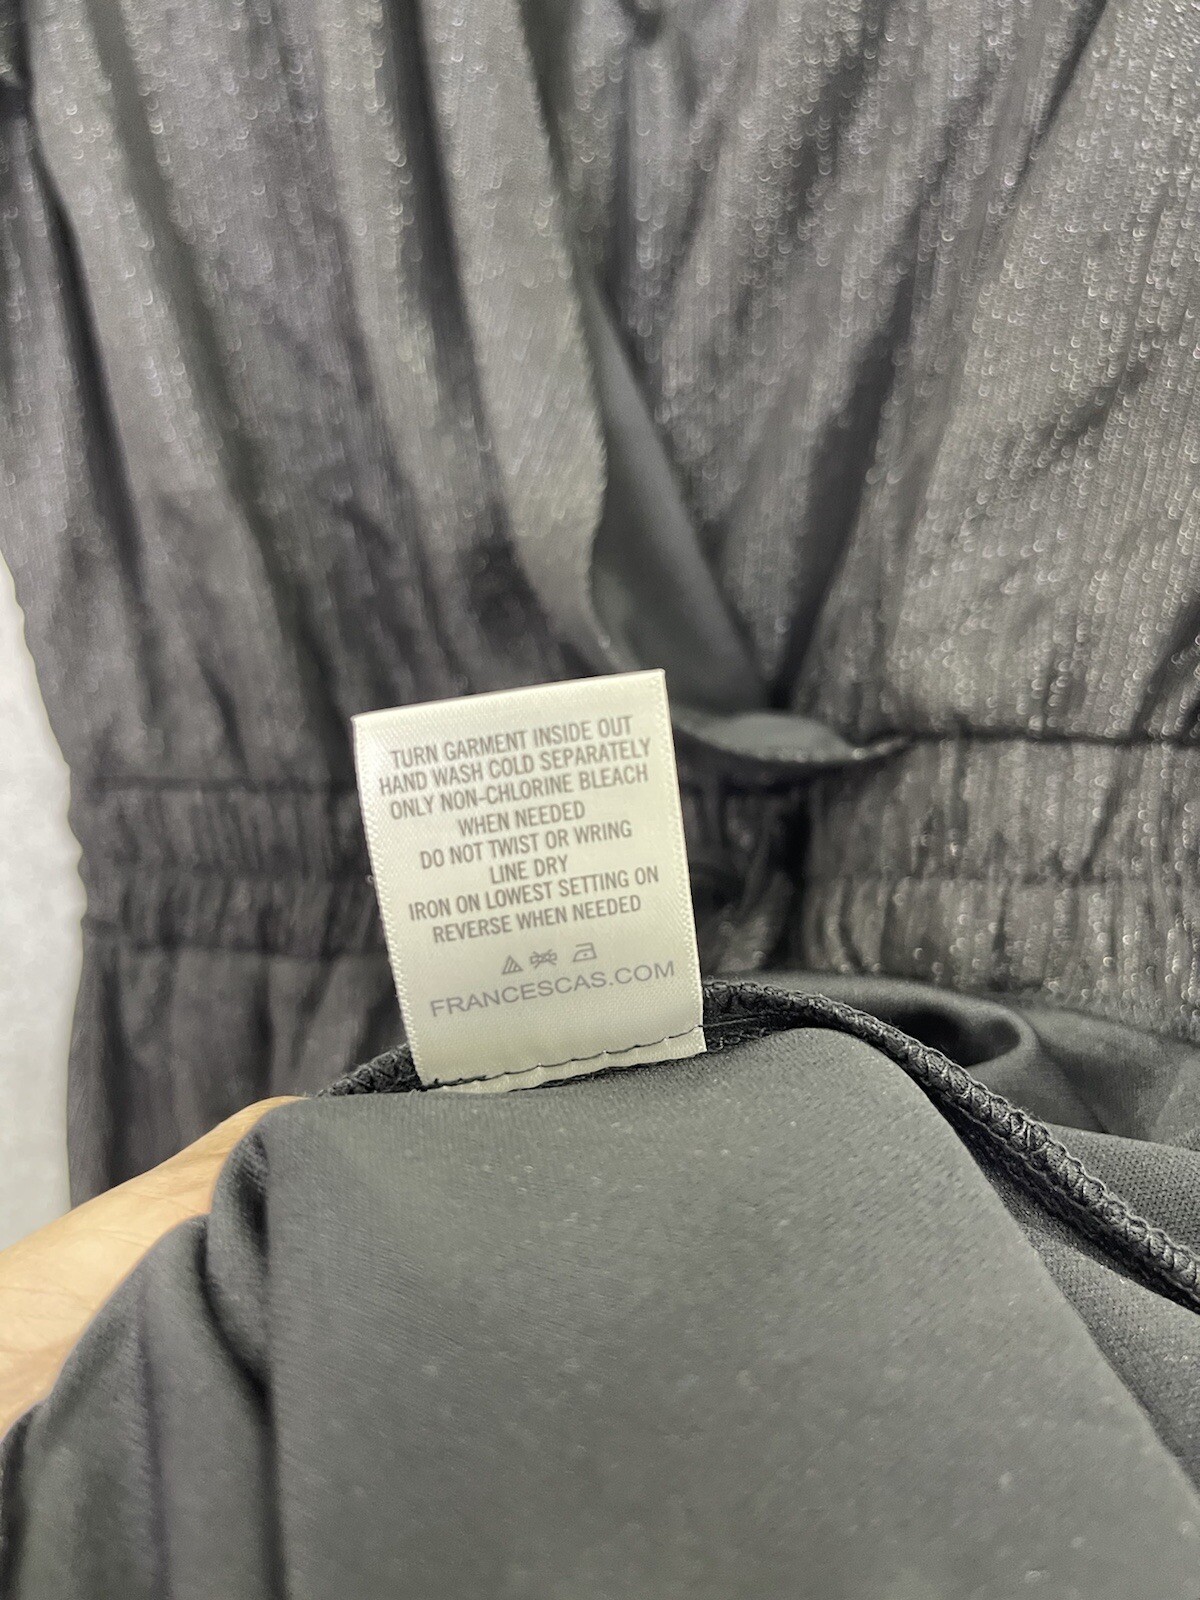 TURN GARMENT INSIDE OUT
HAND WASH COLD SEPARATELY
ONLY NON-CHLORINE BLEACH
WHEN NEEDED
DO NOT TWIST OR WRING
LINE DRY
IRON ON LOWEST SETTING ON
REVERSE WHEN NEEDED
FRANCESCAS.COM